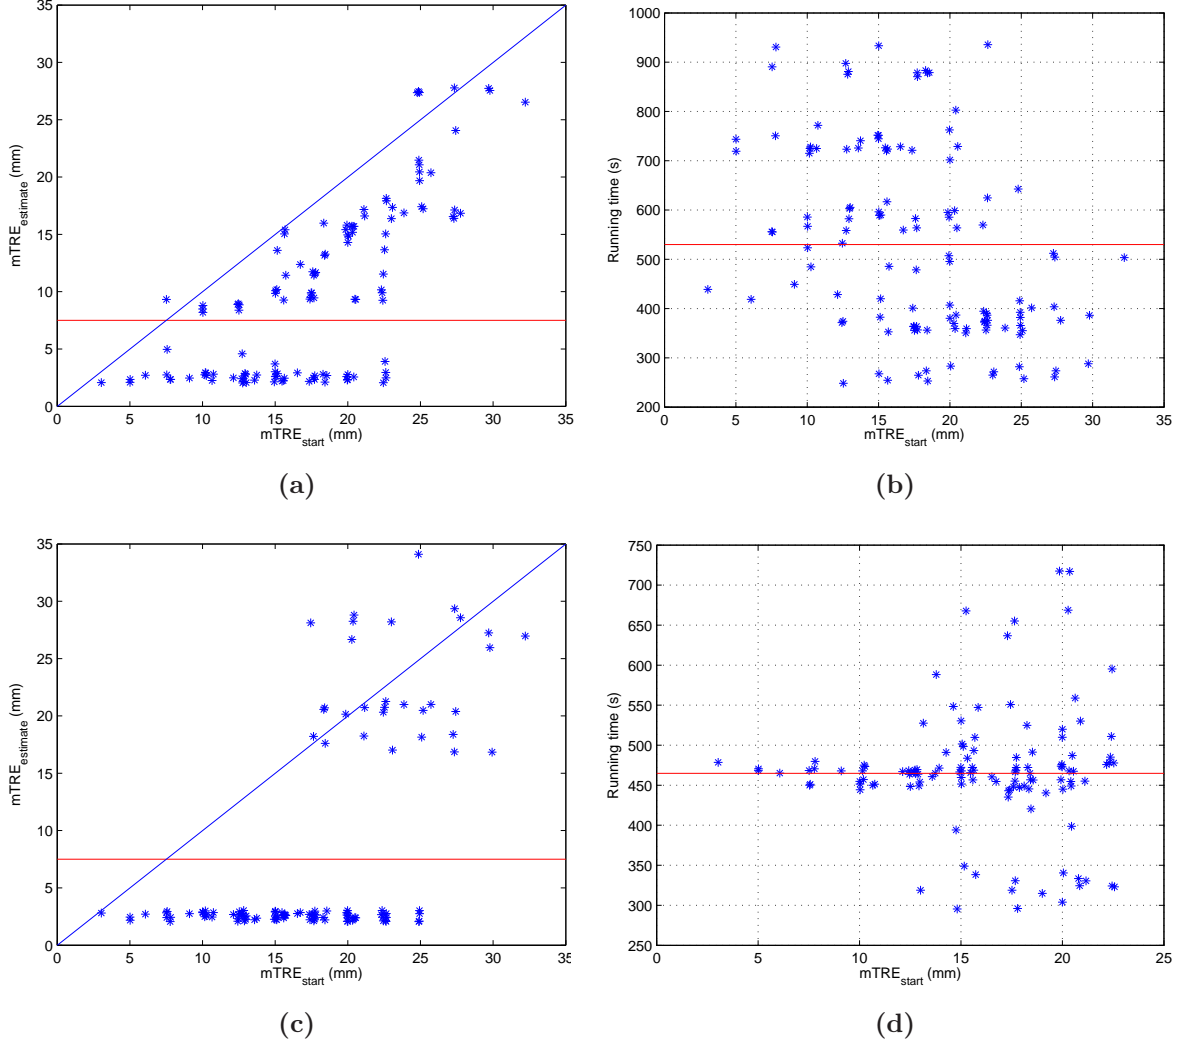 35
30
25
20
15
10
5
0
mTRE_estimate (mm)
0 5 10 15 20 25 30 35
mTRE_start (mm)
(a)
1000
900
800
700
600
500
400
300
200
Running time (s)
0 5 10 15 20 25 30 35
mTRE_start (mm)
(b)
35
30
25
20
15
10
5
0
mTRE_estimate (mm)
0 5 10 15 20 25 30 35
mTRE_start (mm)
(c)
750
700
650
600
550
500
450
400
350
300
250
Running time (s)
0 5 10 15 20 25
mTRE_start (mm)
(d)